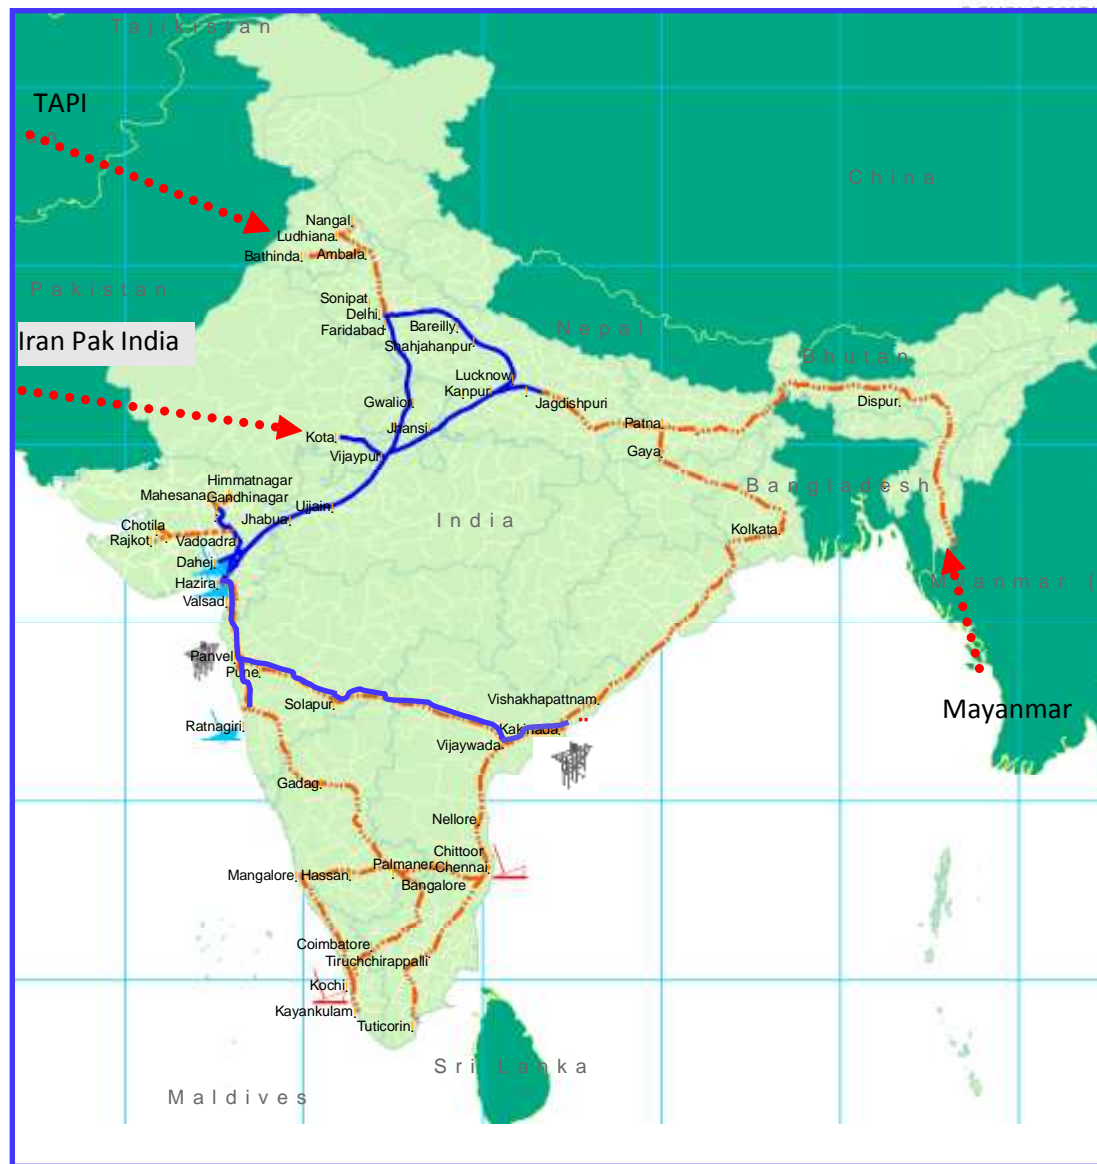 Tajikistan
TAPI
China
Nangal
Ludhiana
Bathinda
Ambala
Pakistan
Sonipat
Delhi
Faridabad
Bareilly
Shahjahanpur
Nepal
Iran Pak India
Bhutan
Lucknow
Kanpur
Jagdishpuri
Dispur
Gwalior
Jhansi
Patna
Kota
Vijaypur
Gaya
Himmatnagar
Mahesana
Gandhinagar
Bangladesh
Ujjain
Jhabua
India
Chotila
Rajkot
Vadoadra
Kolkata
Dahej
Hazira
Myanmar (
Valsad
Panvel
Pune
Solapur
Vishakhapattnam
Mayanmar
Ratnagiri
Kakinada
Vijaywada
Gadag
Nellore
Chittoor
Chennai
Palmaner
Mangalore
Hassan
Bangalore
Coimbatore
Tiruchchirappalli
Kochi
Kayankulam
Tuticorin
Sri Lanka
Maldives